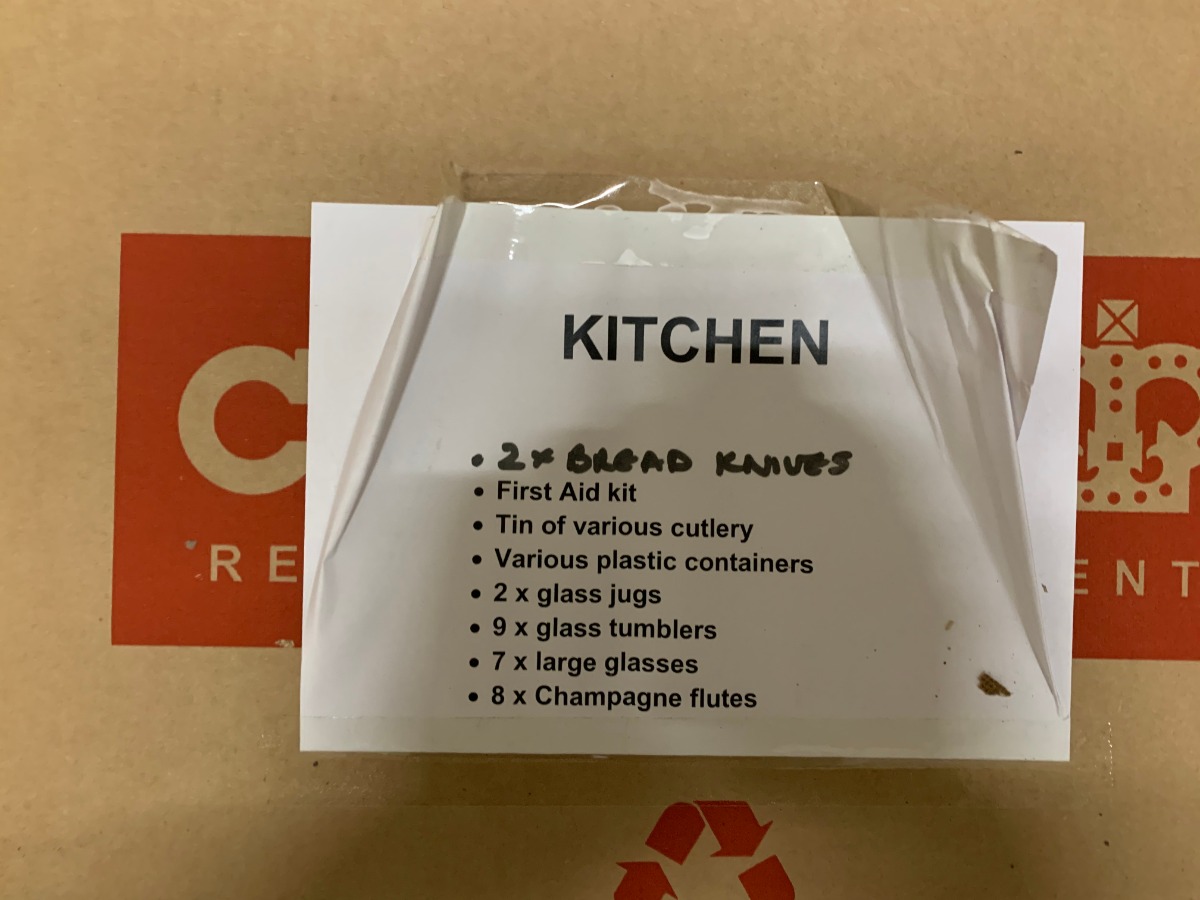 KITCHEN
• 2x BREAD KNIVES
• First Aid kit
• Tin of various cutlery
• Various plastic containers
• 2 x glass jugs
• 9 x glass tumblers
• 7 x large glasses
• 8 x Champagne flutes